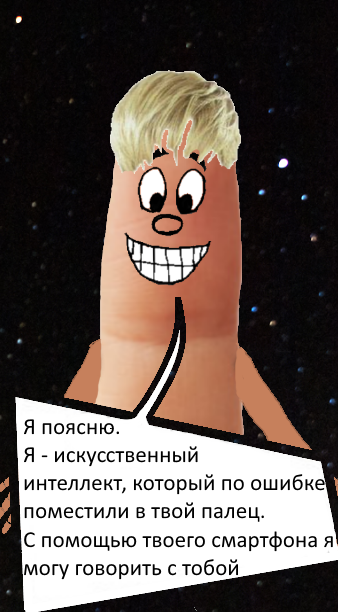 Я поясню.
Я - искусственный
интеллект, который по ошибке
поместили в твой палец.
С помощью твоего смартфона я
могу говорить с тобой